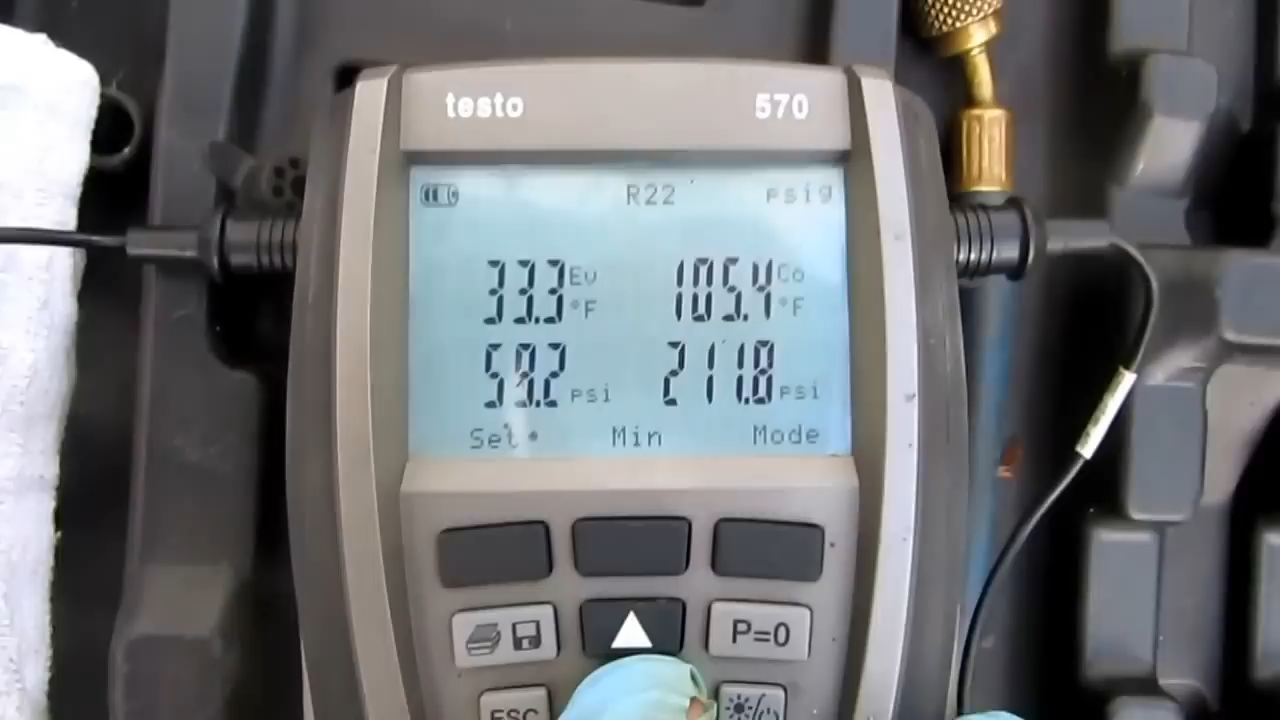 testo 570
R22 psig
33.3 Ev °F 105.4 Co °F
59.2 psi 211.8 psi
Set Min Mode
P=0
ESC